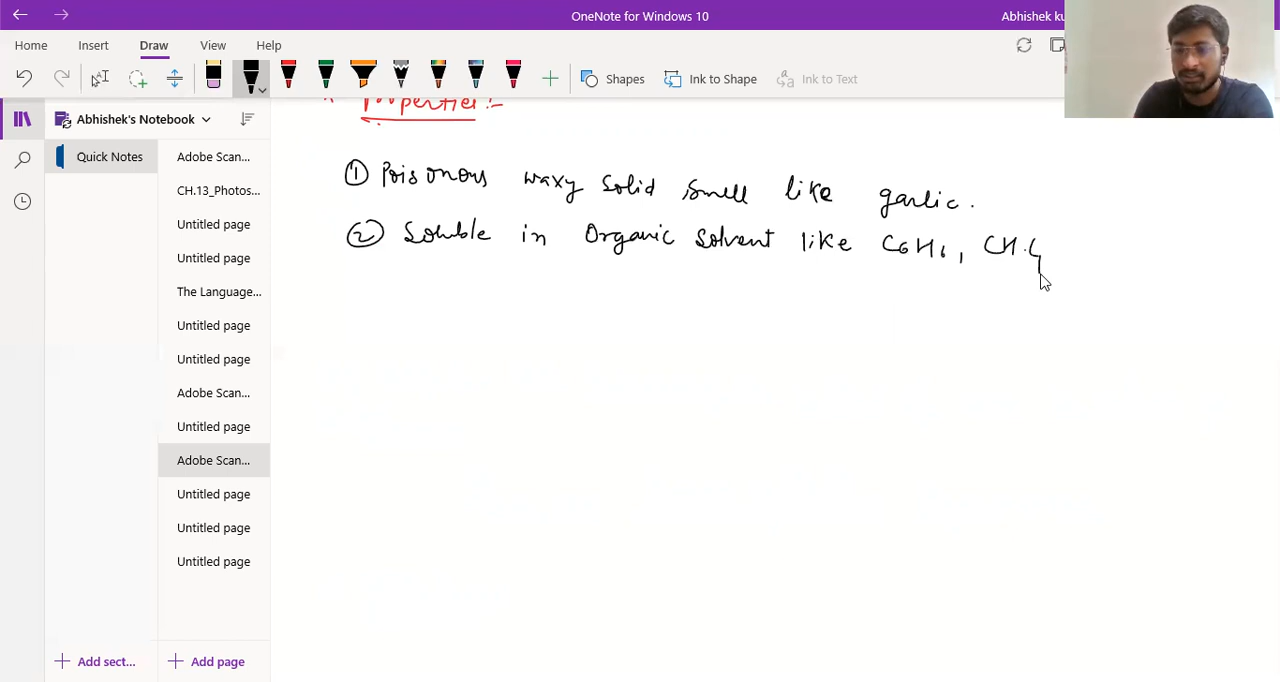 OneNote for Windows 10
Abhishek ku
Home Insert Draw View Help
Shapes Ink to Shape Ink to Text
Abhishek's Notebook
Quick Notes
Adobe Scan...
CH.13_Photos...
Untitled page
Untitled page
The Language...
Untitled page
Untitled page
Adobe Scan...
Untitled page
Adobe Scan...
Untitled page
Untitled page
Untitled page
Add sect...
Add page
* Properties :-
① Poisonous waxy solid smell like garlic.
② Soluble in Organic Solvent like C6H6,